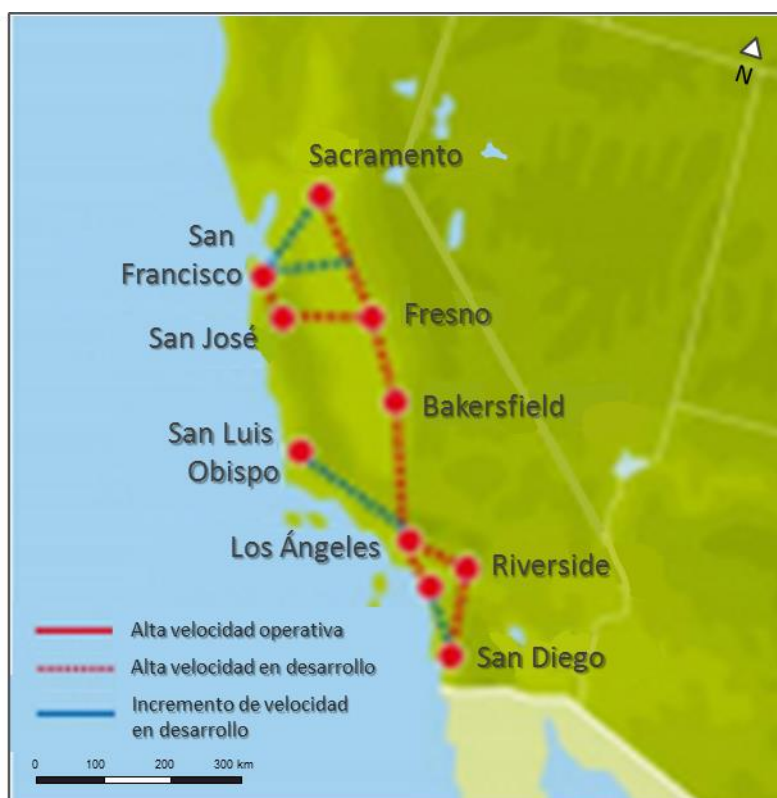 N
Sacramento
San
Francisco
San José
Fresno
Bakersfield
San Luis
Obispo
Los Ángeles
Riverside
San Diego
Alta velocidad operativa
Alta velocidad en desarrollo
Incremento de velocidad
en desarrollo
0 100 200 300 km